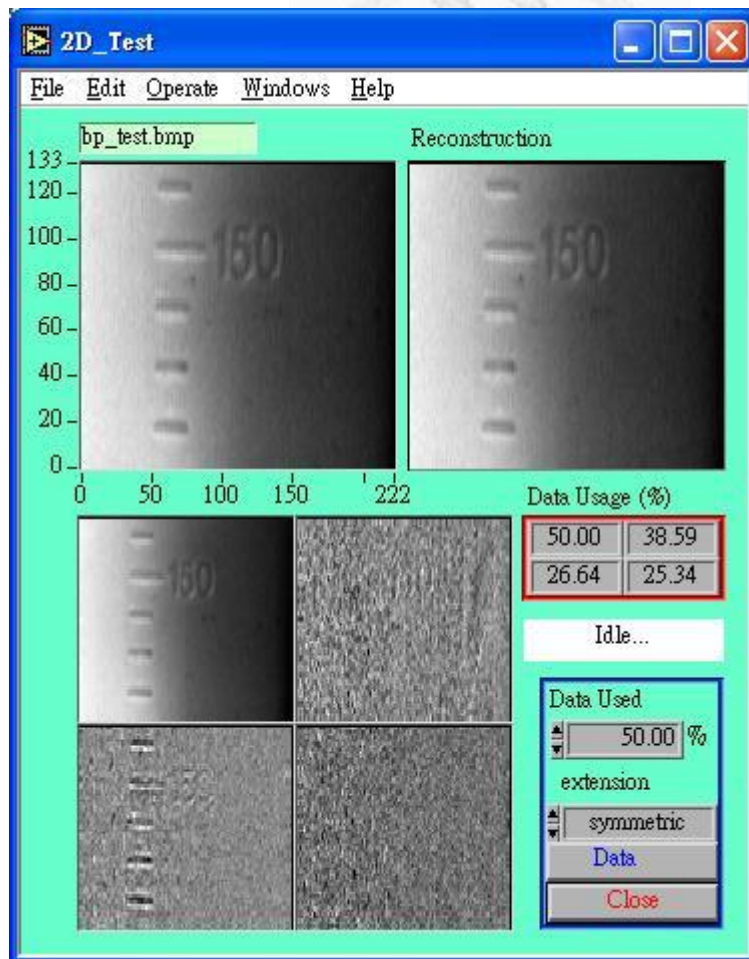 2D_Test
File Edit Operate Windows Help
bp_test.bmp
Reconstruction
133
120
100
80
60
40
20
0
0 50 100 150 222
150
150
Data Usage (%)
50.00 38.59
26.64 25.34
150
Idle...
Data Used
50.00 %
extension
symmetric
Data
Close